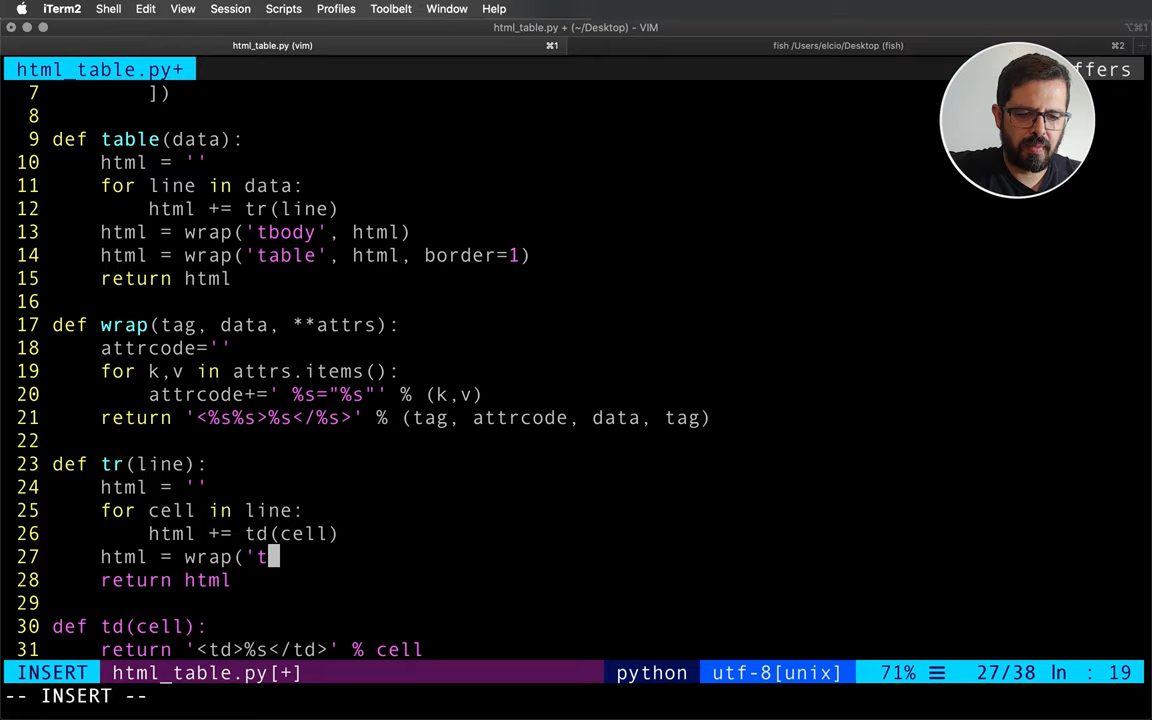 iTerm2 Shell Edit View Session Scripts Profiles Toolbelt Window Help
html_table.py + (~/Desktop) - VIM ⌥⌘1
html_table.py (vim) ⌘1 fish /Users/elcio/Desktop (fish) ⌘2 +
html_table.py+ ffers
7         ])
8
9 def table(data):
10     html = ''
11     for line in data:
12         html += tr(line)
13     html = wrap('tbody', html)
14     html = wrap('table', html, border=1)
15     return html
16
17 def wrap(tag, data, **attrs):
18     attrcode=''
19     for k,v in attrs.items():
20         attrcode+=' %s="%s"' % (k,v)
21     return '<%s%s>%s</%s>' % (tag, attrcode, data, tag)
22
23 def tr(line):
24     html = ''
25     for cell in line:
26         html += td(cell)
27     html = wrap('t
28     return html
29
30 def td(cell):
31     return '<td>%s</td>' % cell
INSERT html_table.py[+] python utf-8[unix] 71% ☰ 27/38 ln : 19
-- INSERT --